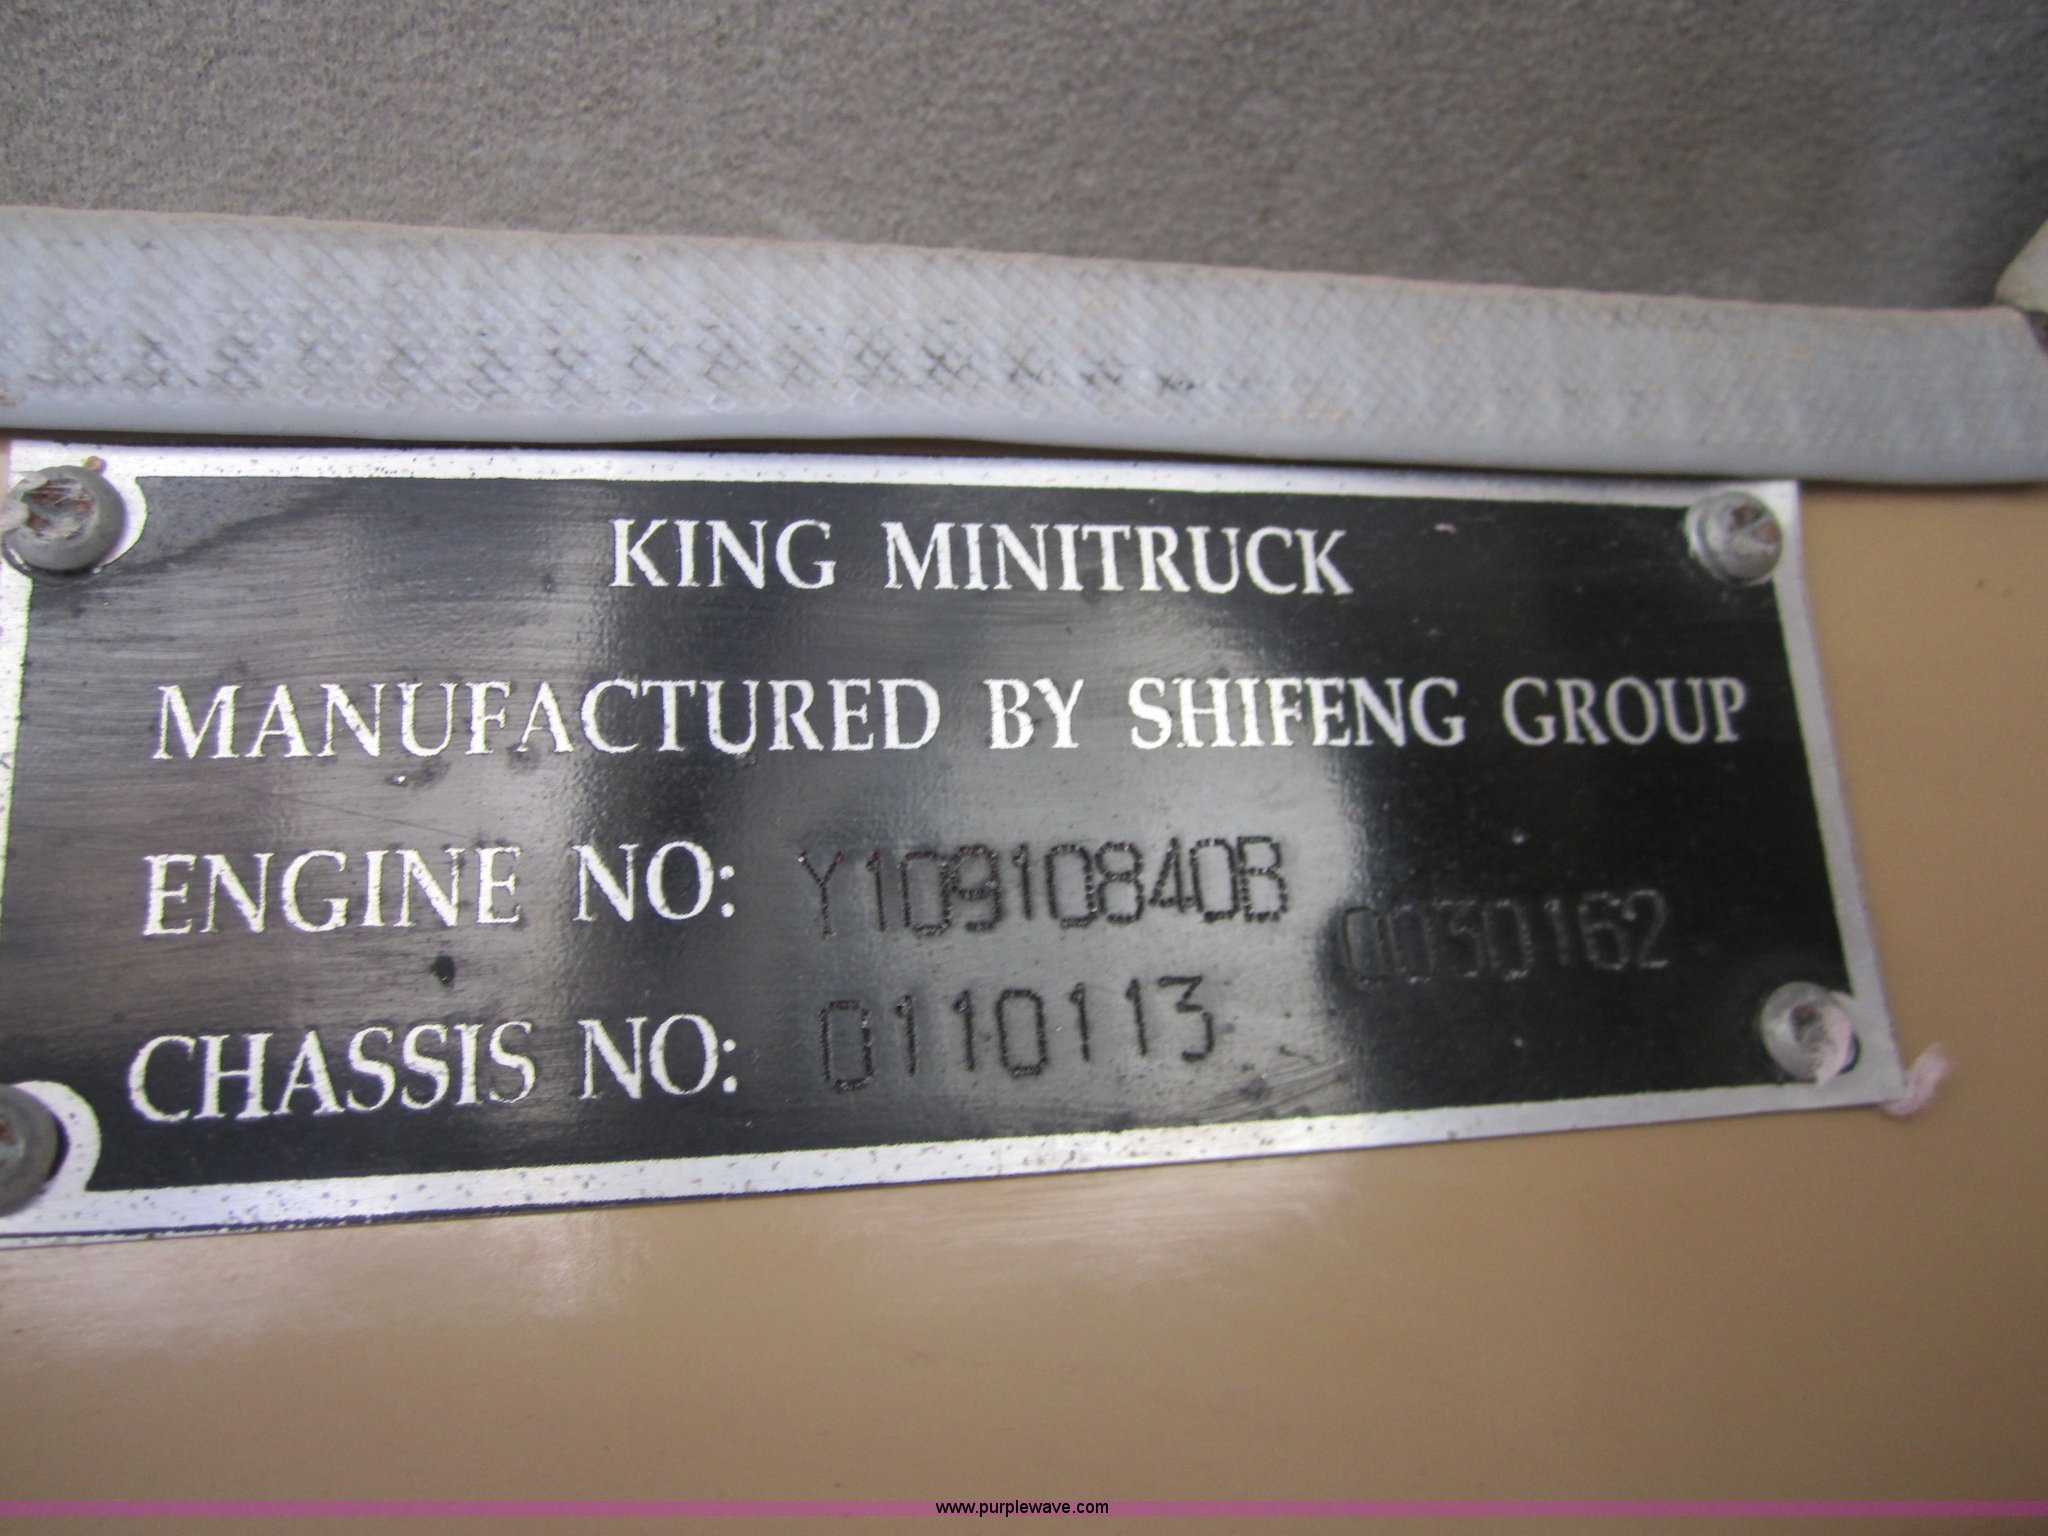 KING MINITRUCK
MANUFACTURED BY SHIFENG GROUP
ENGINE NO: Y10910840B 0030162
CHASSIS NO: 0110113
www.purplewave.com